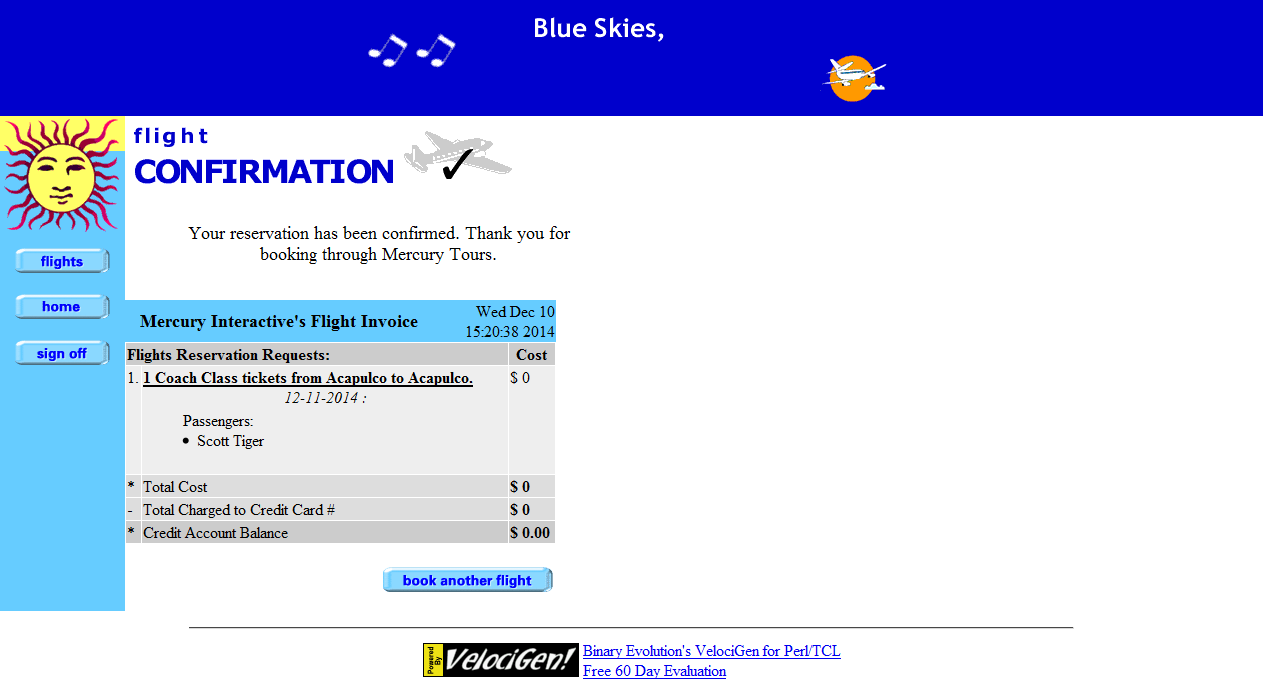 Blue Skies,
flight
CONFIRMATION
flights
home
sign off
Your reservation has been confirmed. Thank you for
booking through Mercury Tours.
Mercury Interactive's Flight Invoice
Wed Dec 10
15:20:38 2014
Flights Reservation Requests: Cost
1. 1 Coach Class tickets from Acapulco to Acapulco. $ 0
12-11-2014 :
Passengers:
• Scott Tiger
* Total Cost $ 0
- Total Charged to Credit Card # $ 0
* Credit Account Balance $ 0.00
book another flight
Powered By VelociGen!
Binary Evolution's VelociGen for Perl/TCL
Free 60 Day Evaluation